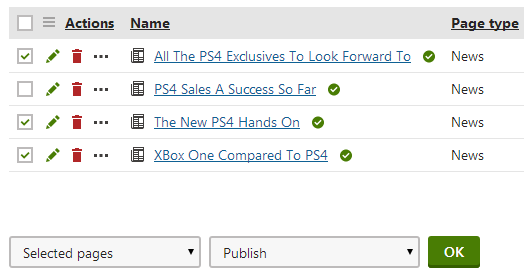 Actions Name Page type
All The PS4 Exclusives To Look Forward To News
PS4 Sales A Success So Far News
The New PS4 Hands On News
XBox One Compared To PS4 News
Selected pages Publish OK